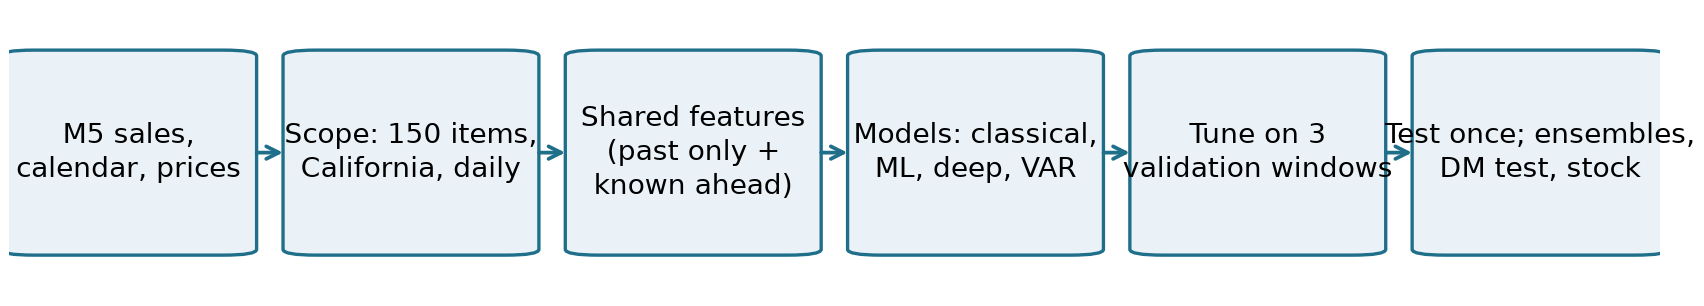 M5 sales,
calendar, prices
Scope: 150 items,
California, daily
Shared features
(past only +
known ahead)
Models: classical,
ML, deep, VAR
Tune on 3
validation windows
Test once; ensembles,
DM test, stock